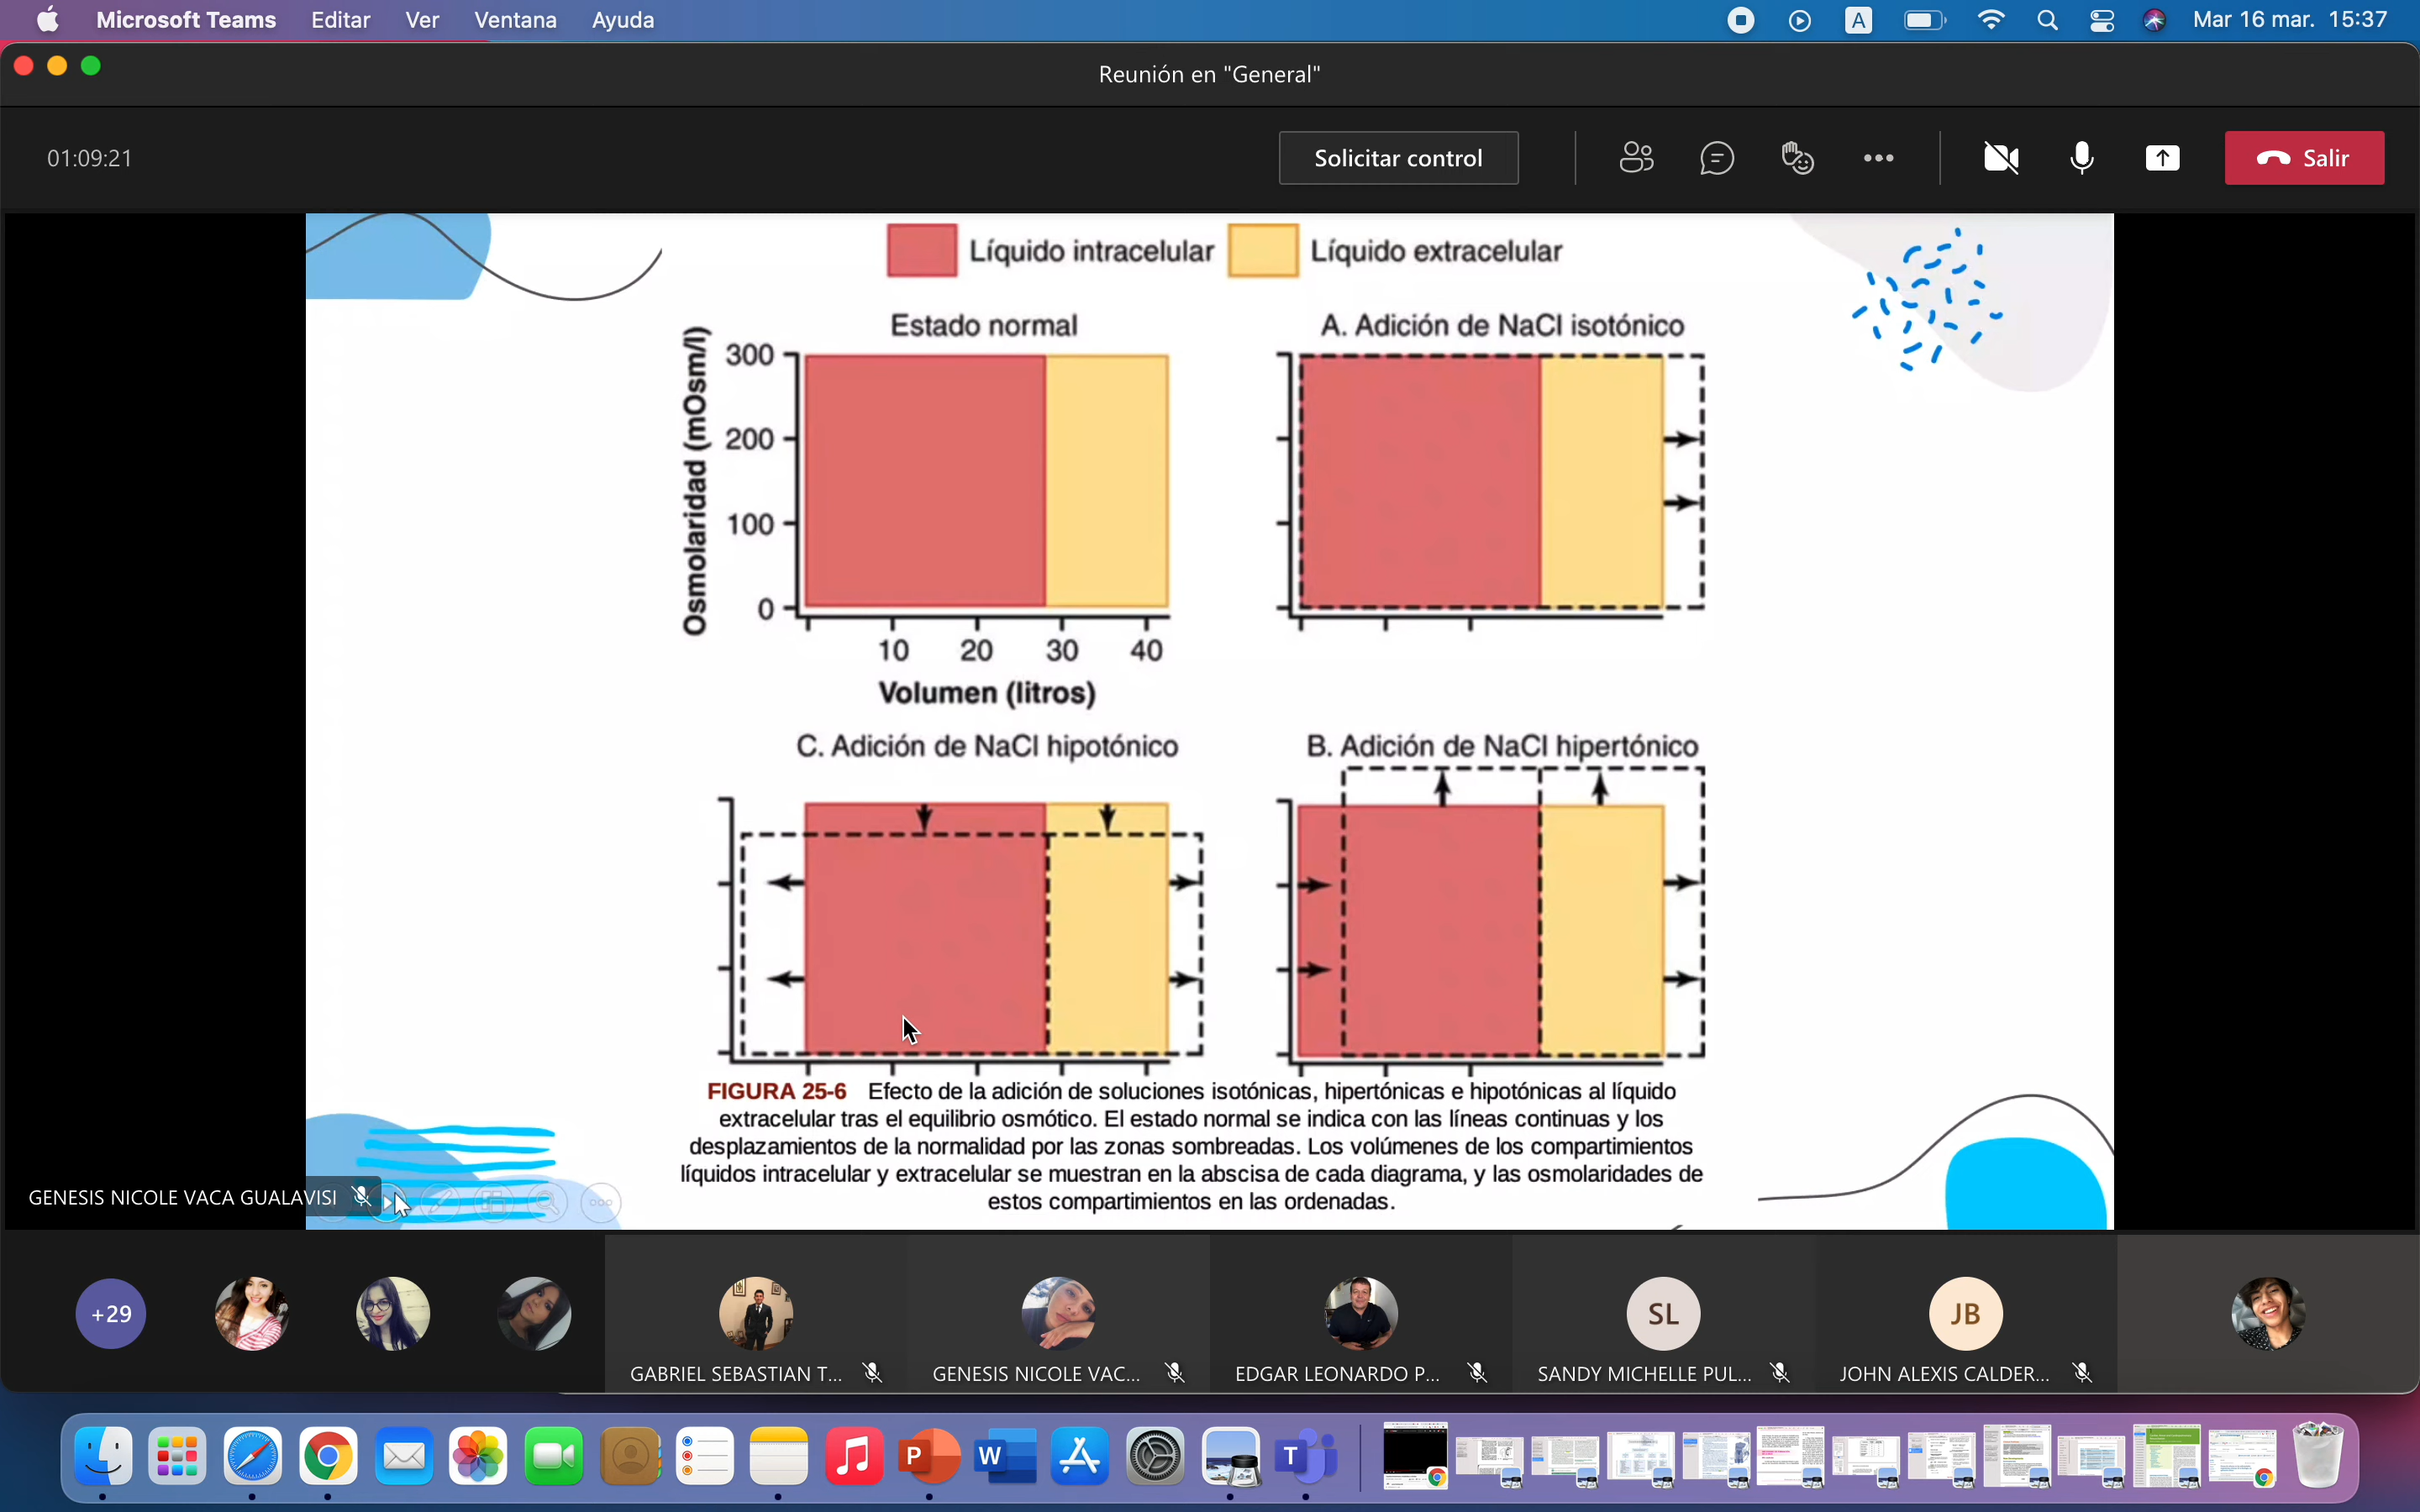 Microsoft Teams Editar Ver Ventana Ayuda
A
Mar 16 mar. 15:37
Reunión en "General"
01:09:21
Solicitar control
Salir
Líquido intracelular
Líquido extracelular
Estado normal
A. Adición de NaCl isotónico
Osmolaridad (mOsm/l)
300
200
100
0
10 20 30 40
Volumen (litros)
C. Adición de NaCl hipotónico
B. Adición de NaCl hipertónico
FIGURA 25-6 Efecto de la adición de soluciones isotónicas, hipertónicas e hipotónicas al líquido
extracelular tras el equilibrio osmótico. El estado normal se indica con las líneas continuas y los
desplazamientos de la normalidad por las zonas sombreadas. Los volúmenes de los compartimientos
líquidos intracelular y extracelular se muestran en la abscisa de cada diagrama, y las osmolaridades de
estos compartimientos en las ordenadas.
GENESIS NICOLE VACA GUALAVISI
+29
SL
JB
GABRIEL SEBASTIAN T...
GENESIS NICOLE VAC...
EDGAR LEONARDO P...
SANDY MICHELLE PUL...
JOHN ALEXIS CALDER...
P
W
T